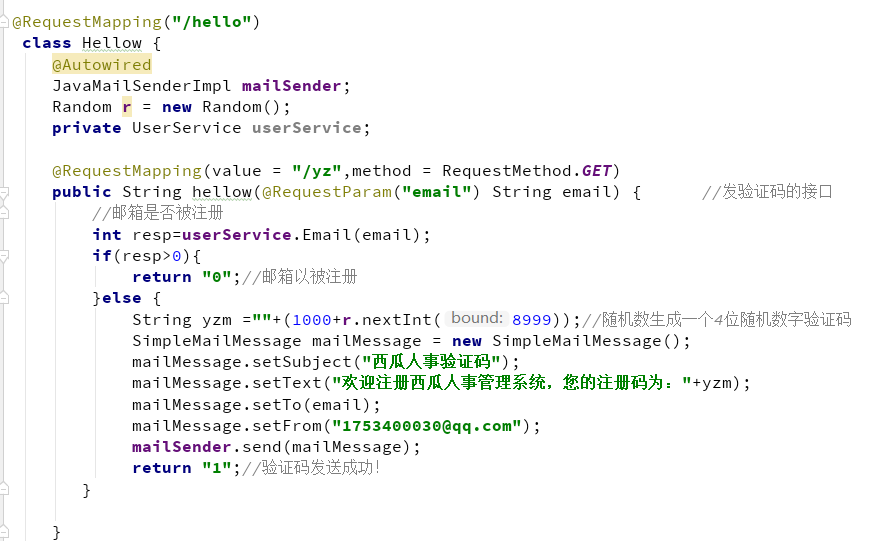 @RequestMapping("/hello")
class Hellow {
@Autowired
JavaMailSenderImpl mailSender;
Random r = new Random();
private UserService userService;
@RequestMapping(value = "/yz",method = RequestMethod.GET)
public String hellow(@RequestParam("email") String email) { //发验证码的接口
//邮箱是否被注册
int resp=userService.Email(email);
if(resp>0){
return "0";//邮箱以被注册
}else {
String yzm =""+(1000+r.nextInt( bound: 8999));//随机数生成一个4位随机数字验证码
SimpleMailMessage mailMessage = new SimpleMailMessage();
mailMessage.setSubject("西瓜人事验证码");
mailMessage.setText("欢迎注册西瓜人事管理系统，您的注册码为："+yzm);
mailMessage.setTo(email);
mailMessage.setFrom("1753400030@qq.com");
mailSender.send(mailMessage);
return "1";//验证码发送成功!
}
}